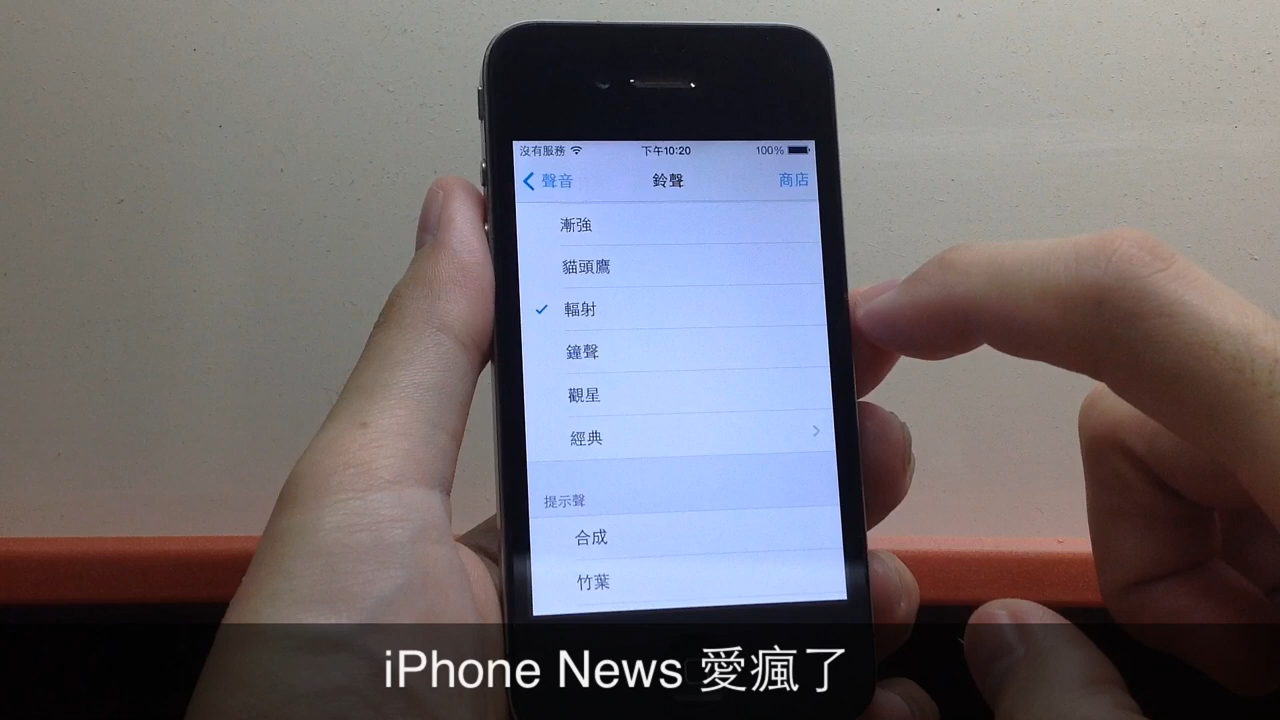 沒有服務 下午10:20 100%
聲音 鈴聲 商店
漸強
貓頭鷹
輻射
鐘聲
觀星
經典
提示聲
合成
竹葉
iPhone News 愛瘋了